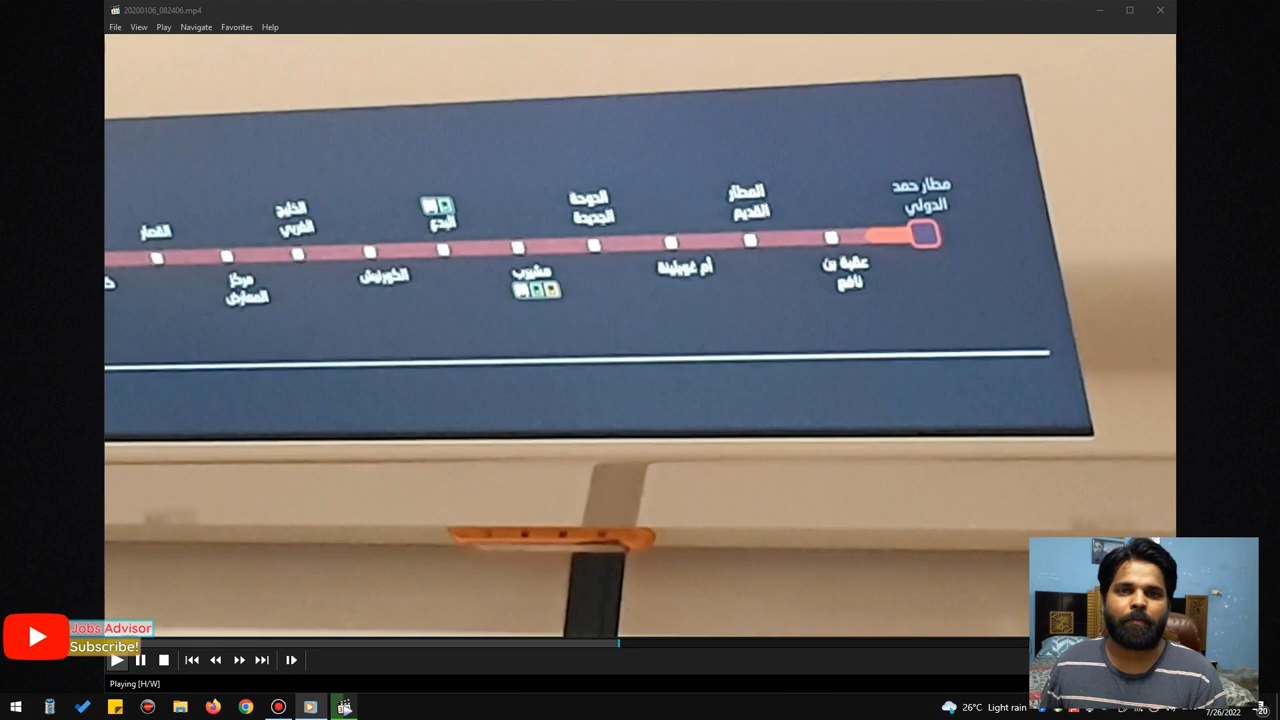 20200106_082406.mp4
File View Play Navigate Favorites Help
مطار حمد
الدولي
المطار
القديم
الدوحة
الجديدة
البدع
الخليج
الغربي
القصار
عقبة بن
نافع
أم غويلينة
مشيرب
الكورنيش
مركز
المعارض
Jobs Advisor
Subscribe!
Playing [H/W]
26°C Light rain
7/26/2022
20